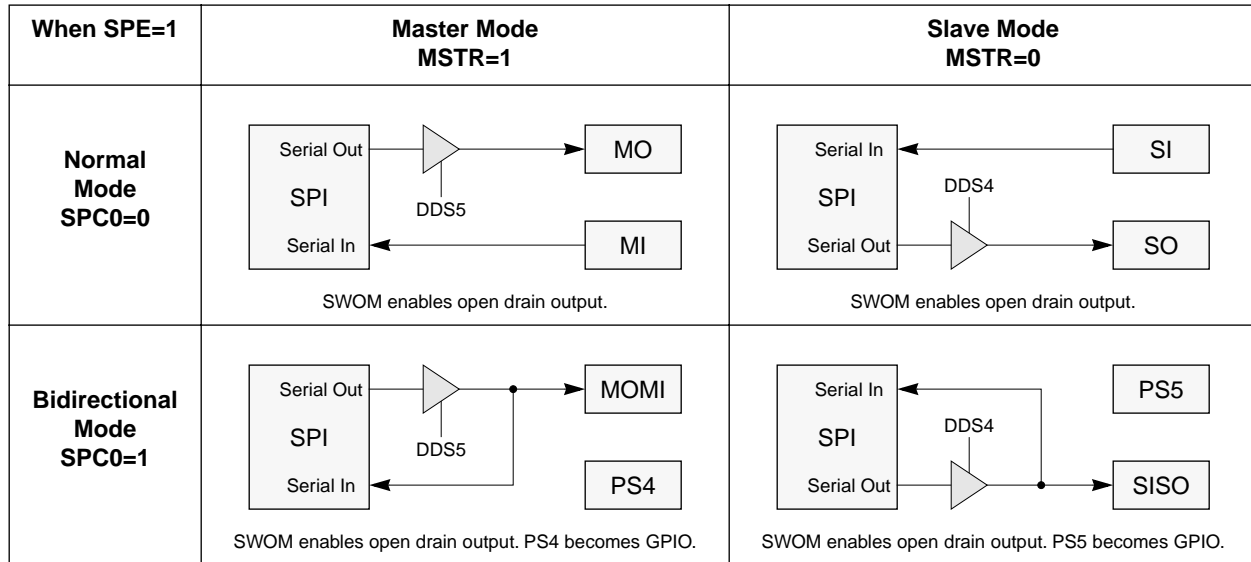 When SPE=1
Master Mode
MSTR=1
Slave Mode
MSTR=0
Normal
Mode
SPC0=0
Serial Out
SPI
Serial In
DDS5
MO
MI
SWOM enables open drain output.
Serial In
SPI
Serial Out
DDS4
SI
SO
SWOM enables open drain output.
Bidirectional
Mode
SPC0=1
Serial Out
SPI
Serial In
DDS5
MOMI
PS4
SWOM enables open drain output. PS4 becomes GPIO.
Serial In
SPI
Serial Out
DDS4
PS5
SISO
SWOM enables open drain output. PS5 becomes GPIO.